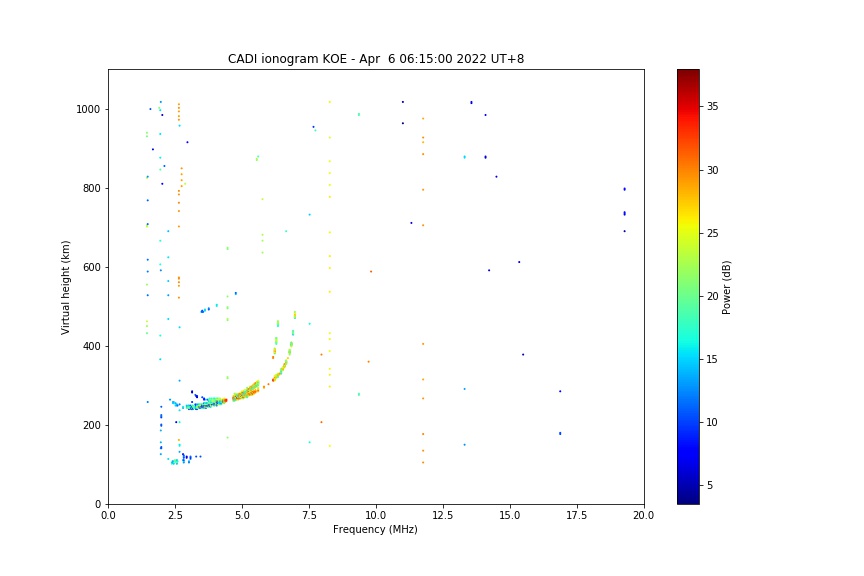 CADI ionogram KOE - Apr  6 06:15:00 2022 UT+8
Virtual height (km)
1000
800
600
400
200
0
0.0 2.5 5.0 7.5 10.0 12.5 15.0 17.5 20.0
Frequency (MHz)
35
30
25
20
15
10
5
Power (dB)